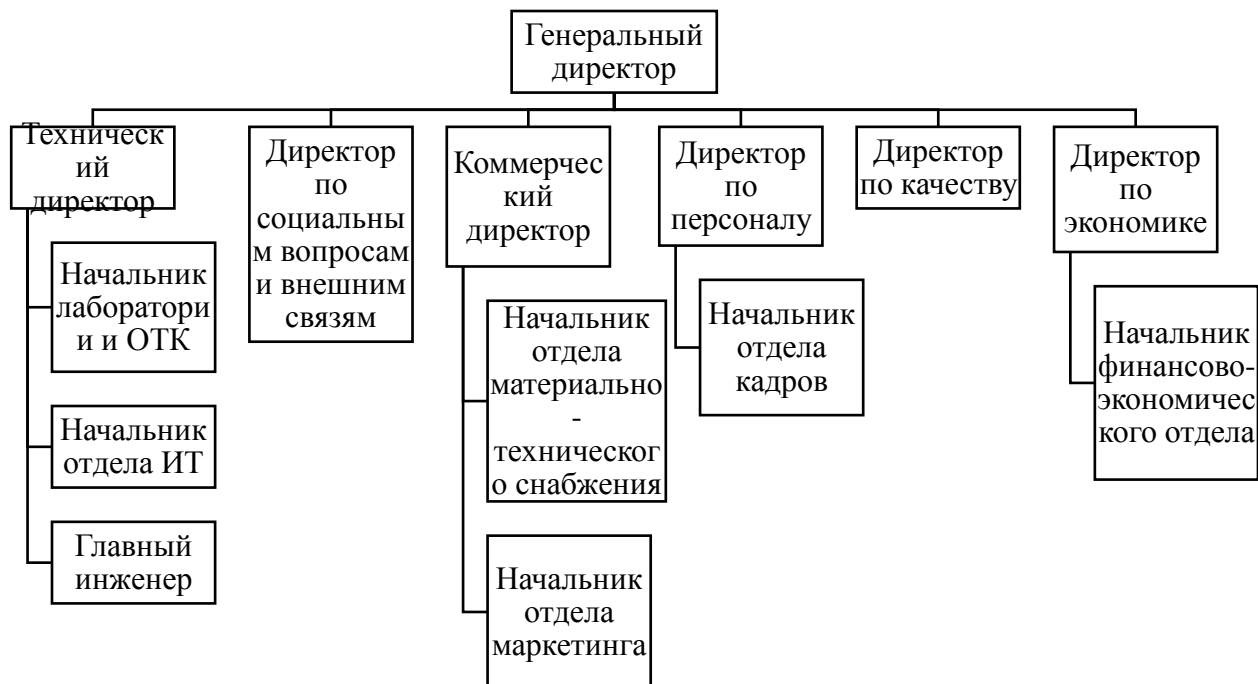 Генеральный
директор
Техническ
ий
директор
Директор
по
социальны
м вопросам
и внешним
связям
Коммерчес
кий
директор
Директор
по
персоналу
Директор
по качеству
Директор
по
экономике
Начальник
лаборатори
и и ОТК
Начальник
отдела ИТ
Главный
инженер
Начальник
отдела
материально
-
техническог
о снабжения
Начальник
отдела
маркетинга
Начальник
отдела
кадров
Начальник
финансово-
экономичес
кого отдела